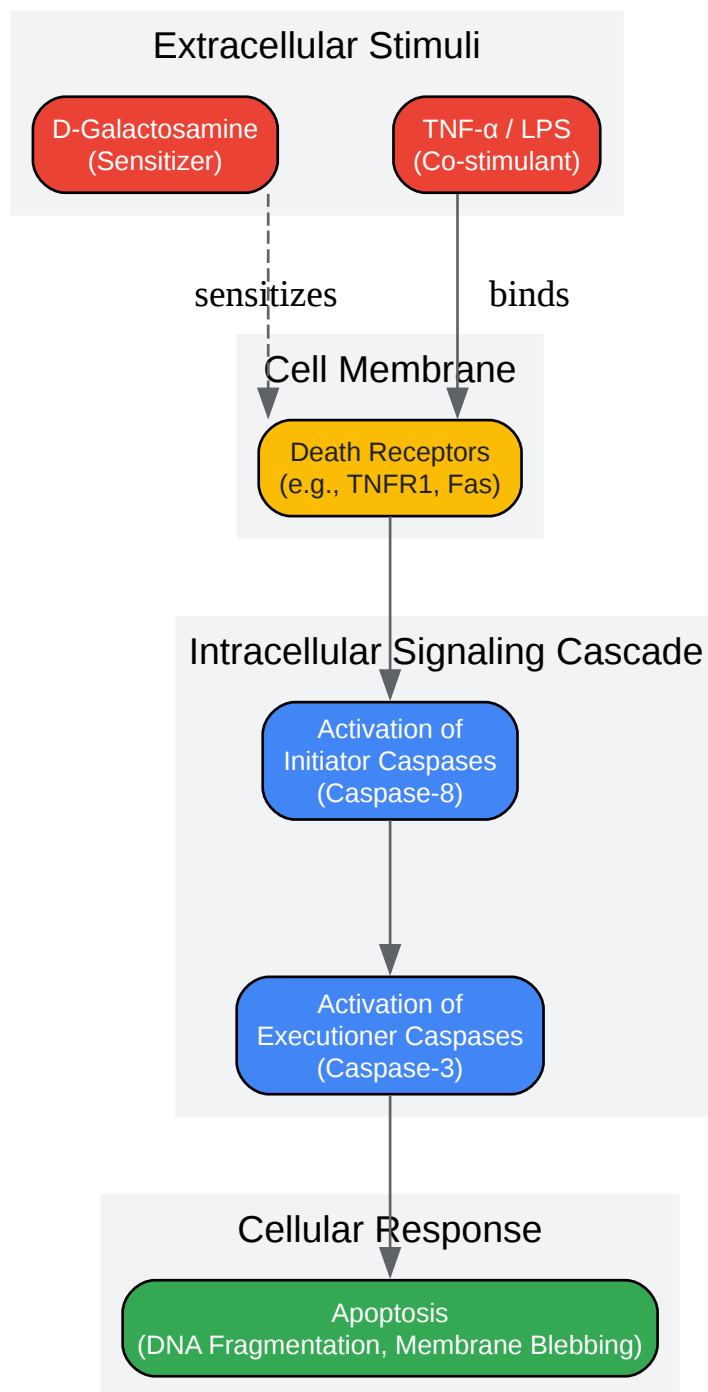 Extracellular Stimuli
D-Galactosamine
(Sensitizer)
TNF-α / LPS
(Co-stimulant)
sensitizes
binds
Cell Membrane
Death Receptors
(e.g., TNFR1, Fas)
Intracellular Signaling Cascade
Activation of
Initiator Caspases
(Caspase-8)
Activation of
Executioner Caspases
(Caspase-3)
Cellular Response
Apoptosis
(DNA Fragmentation, Membrane Blebbing)